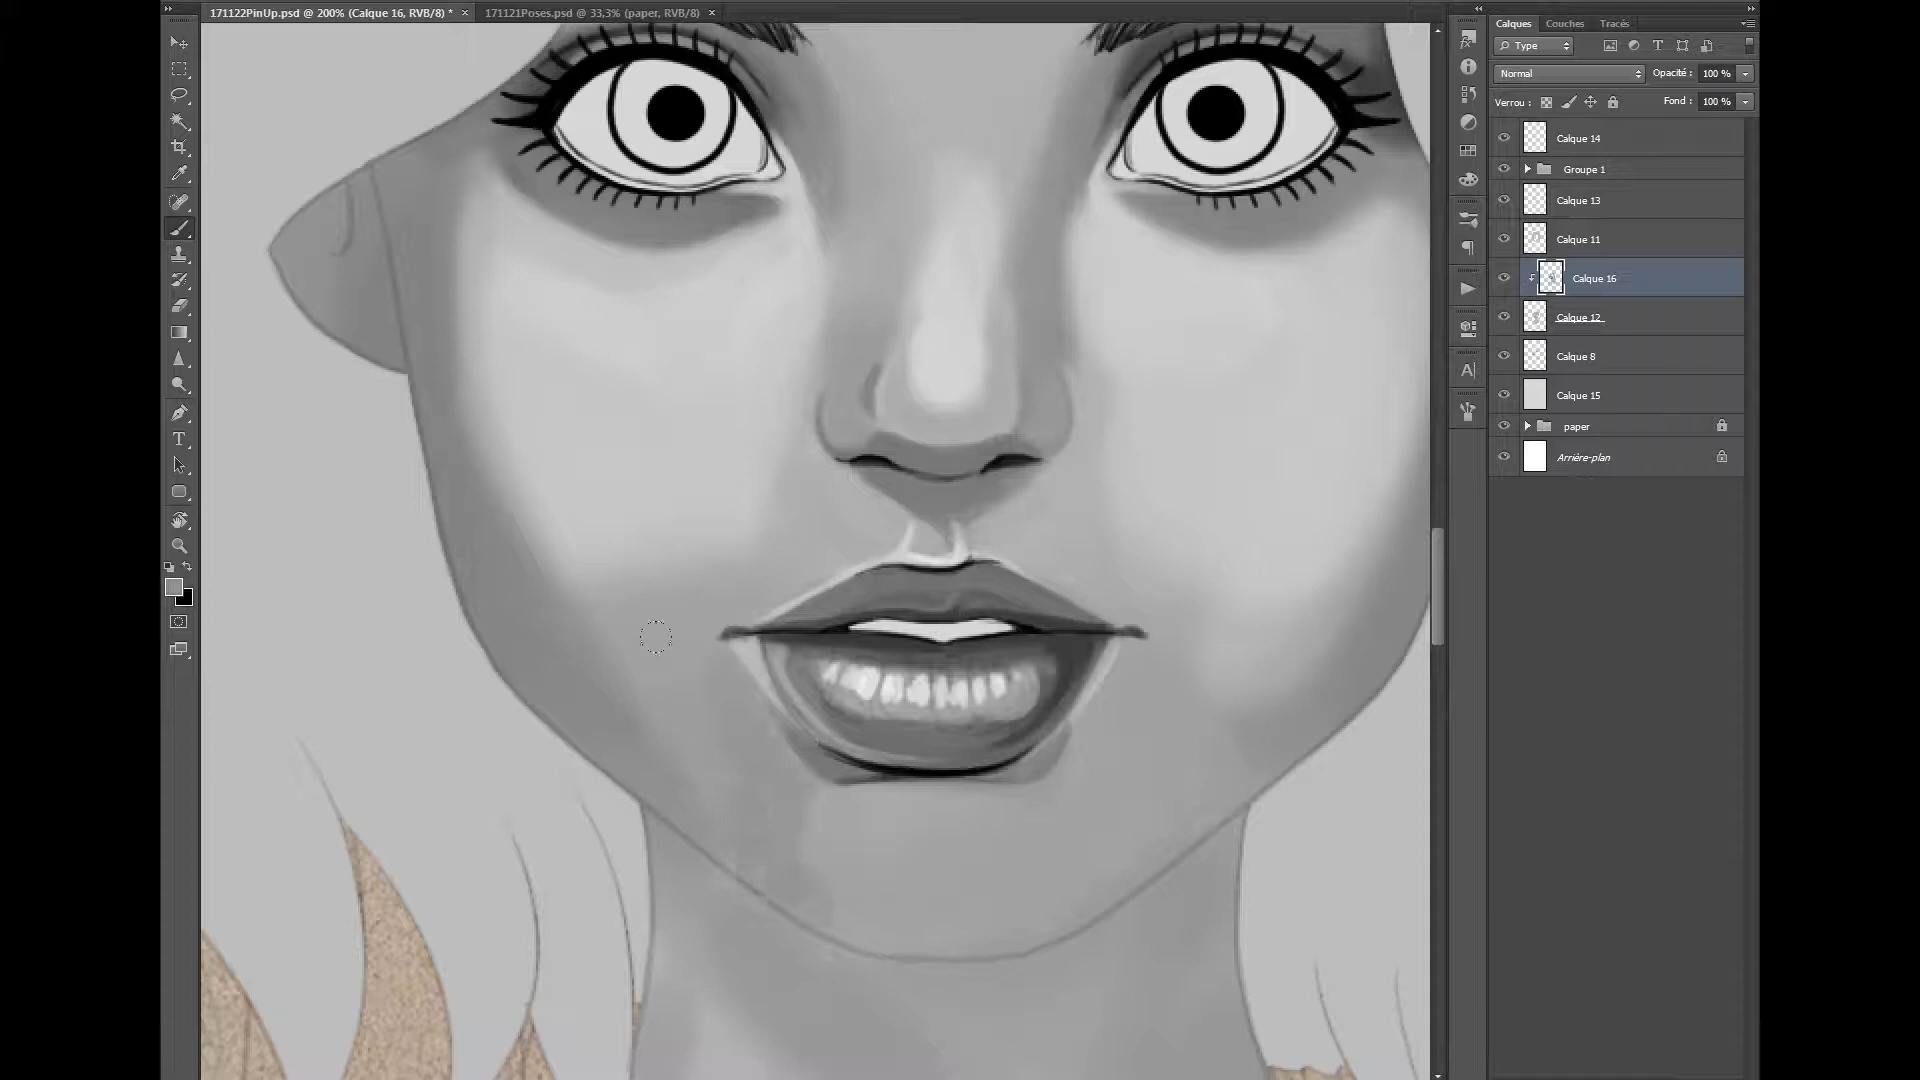 171122PinUp.psd @ 200% (Calque 16, RVB/8) *
171121Poses.psd @ 33,3% (paper, RVB/8)
Calques Couches Tracés
Type
Normal Opacité : 100 %
Verrou : Fond : 100 %
Calque 14
Groupe 1
Calque 13
Calque 11
Calque 16
Calque 12
Calque 8
Calque 15
paper
Arrière-plan